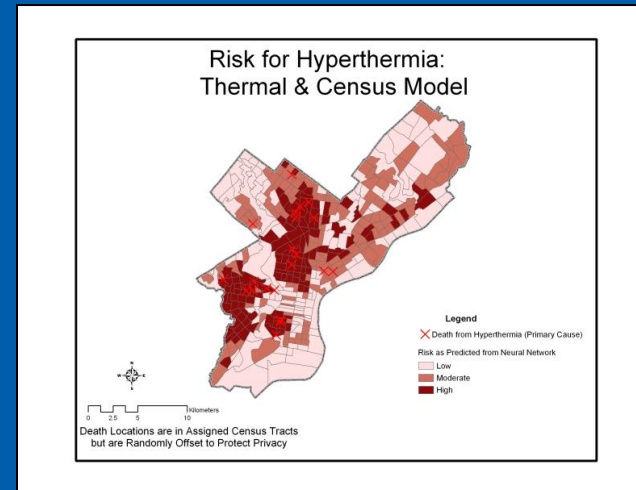 Risk for Hyperthermia:
Thermal & Census Model
Legend
Death from Hyperthermia (Primary Cause)
Risk as Predicted from Neural Network
Low
Moderate
High
N
W
E
S
Kilometers
0 2.5 5 10
Death Locations are in Assigned Census Tracts
but are Randomly Offset to Protect Privacy